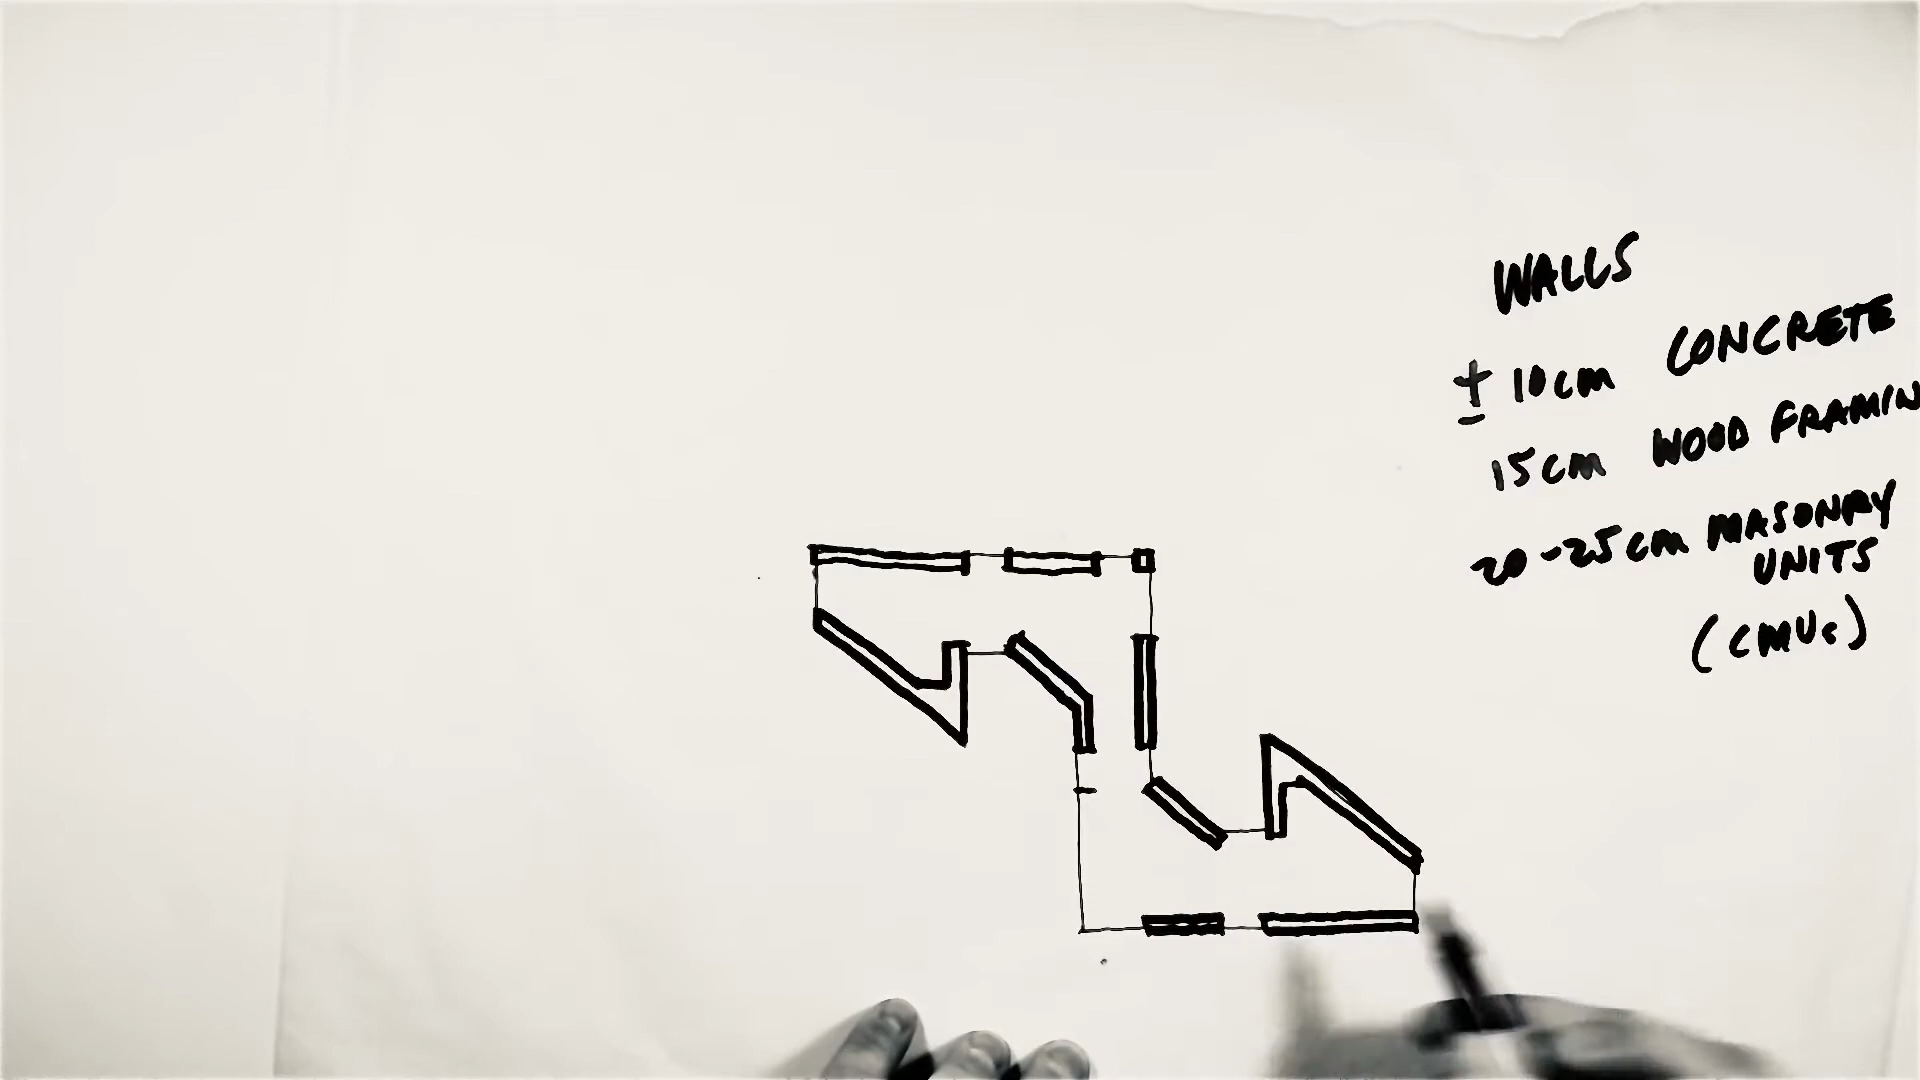 WALLS
± 10cm CONCRETE
15cm WOOD FRAMIN
20-25cm MASONRY
UNITS
(CMUs)